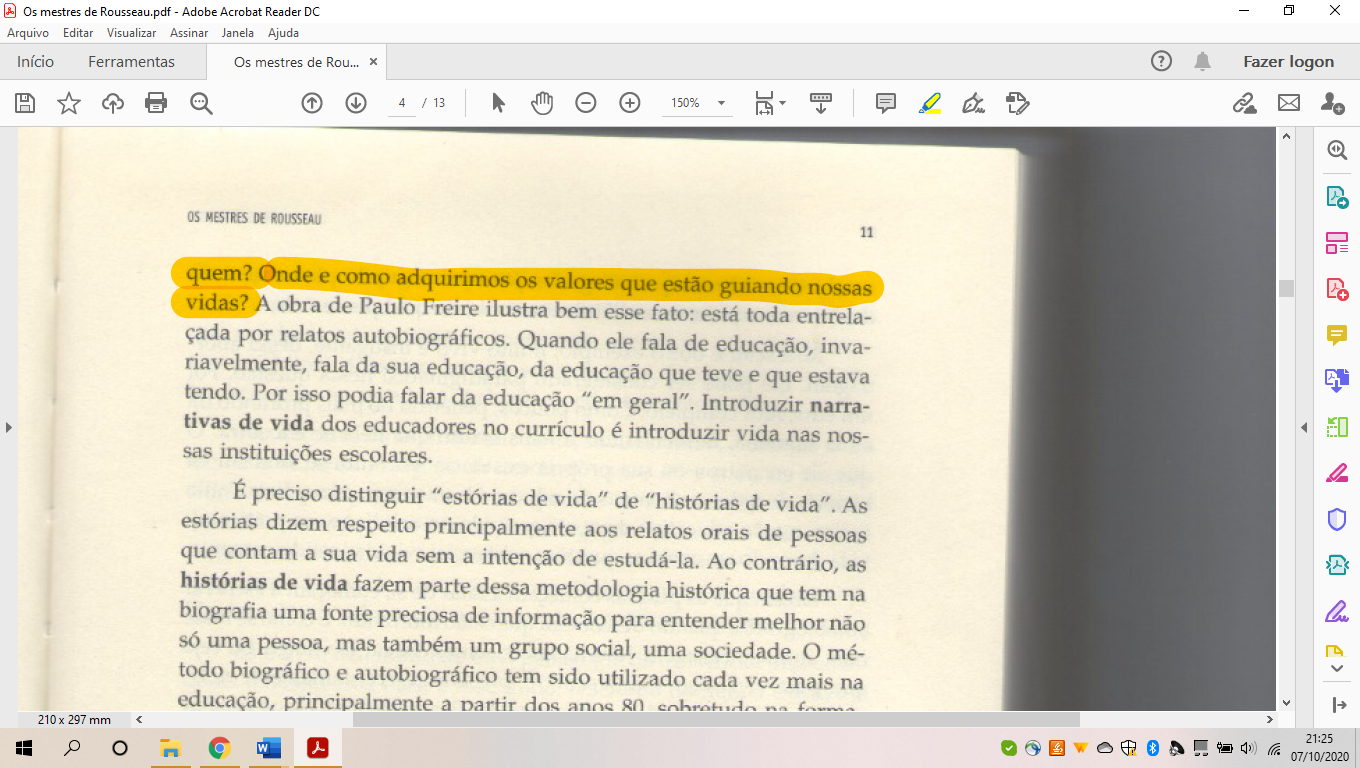 Os mestres de Rousseau.pdf - Adobe Acrobat Reader DC
Arquivo Editar Visualizar Assinar Janela Ajuda
Início Ferramentas Os mestres de Rou... × Fazer logon
4 / 13 150%
OS MESTRES DE ROUSSEAU 11
quem? Onde e como adquirimos os valores que estão guiando nossas
vidas? A obra de Paulo Freire ilustra bem esse fato: está toda entrela-
çada por relatos autobiográficos. Quando ele fala de educação, inva-
riavelmente, fala da sua educação, da educação que teve e que estava
tendo. Por isso podia falar da educação “em geral”. Introduzir narra-
tivas de vida dos educadores no currículo é introduzir vida nas nos-
sas instituições escolares.
É preciso distinguir “estórias de vida” de “histórias de vida”. As
estórias dizem respeito principalmente aos relatos orais de pessoas
que contam a sua vida sem a intenção de estudá-la. Ao contrário, as
histórias de vida fazem parte dessa metodologia histórica que tem na
biografia uma fonte preciosa de informação para entender melhor não
só uma pessoa, mas também um grupo social, uma sociedade. O mé-
todo biográfico e autobiográfico tem sido utilizado cada vez mais na
educação, principalmente a partir dos anos 80, sobretudo na forma
210 x 297 mm
21:25
07/10/2020